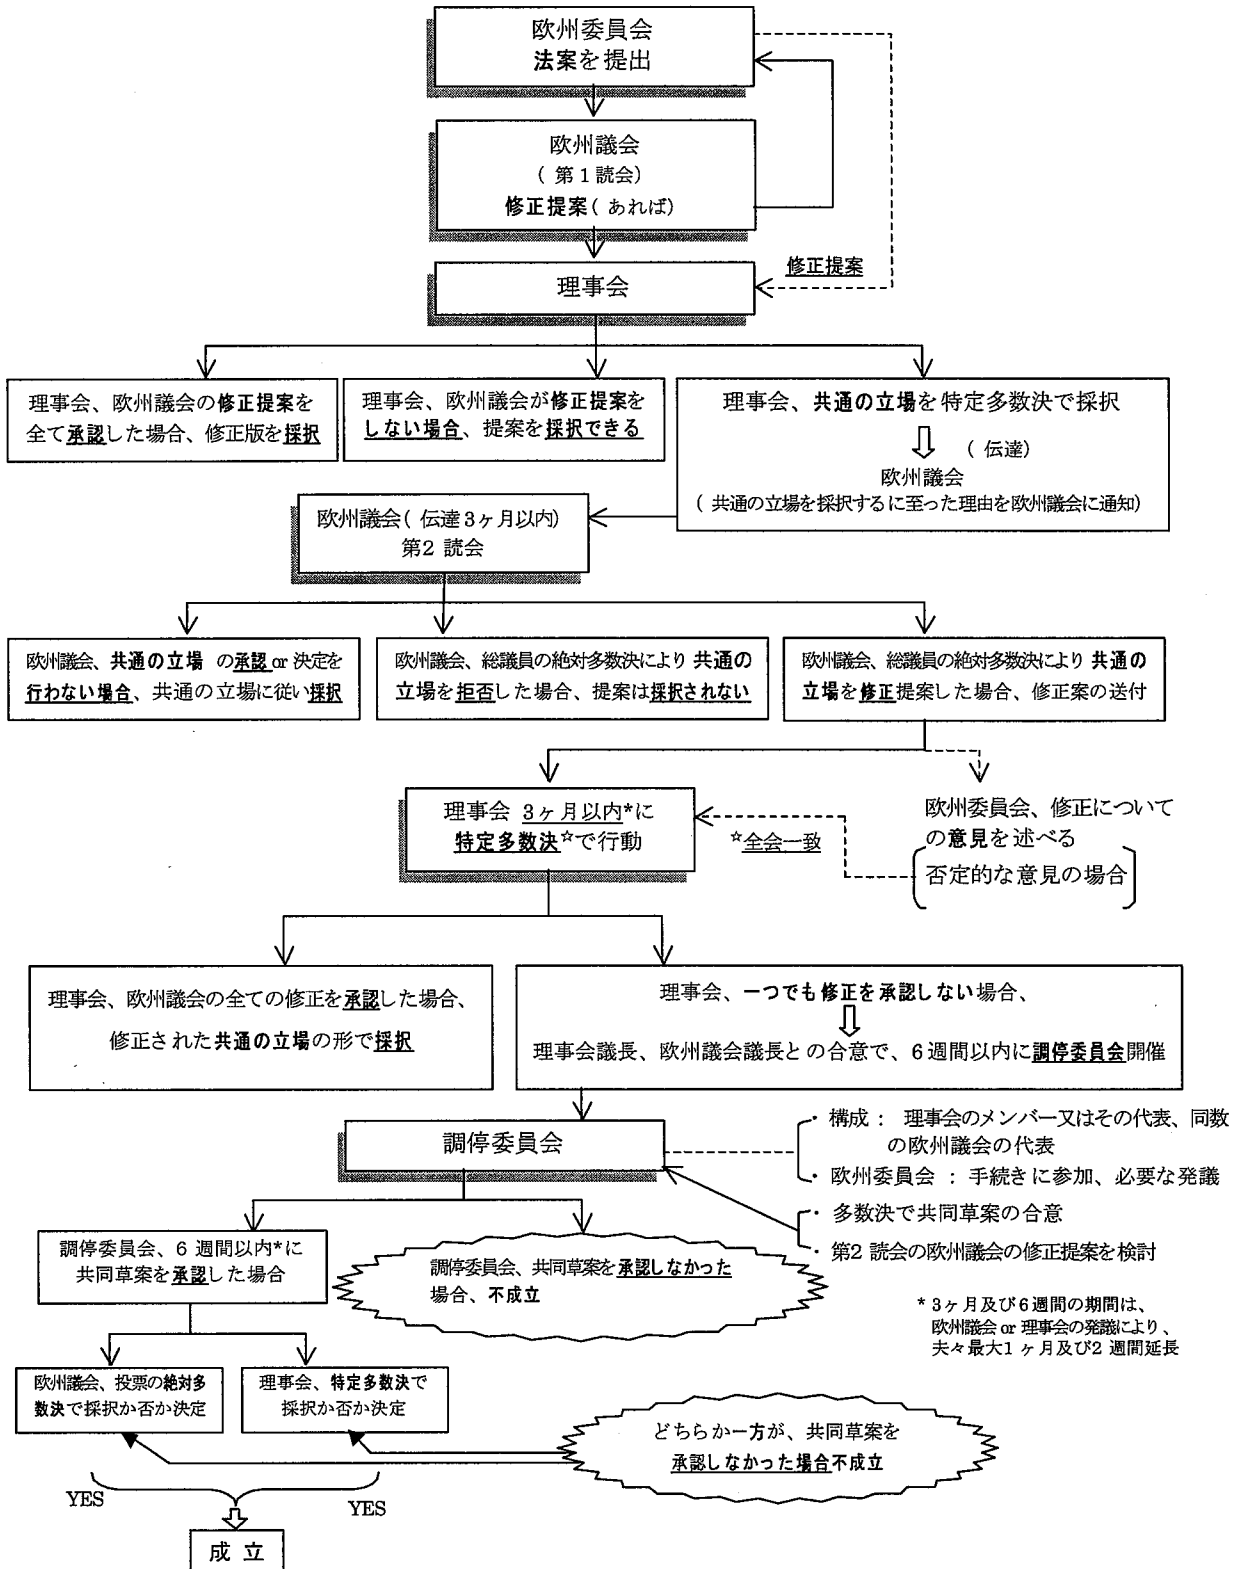 欧州委員会
法案を提出
欧州議会
(第1読会)
修正提案(あれば)
修正提案
理事会
理事会、欧州議会の修正提案を
全て承認した場合、修正版を採択
理事会、欧州議会が修正提案を
しない場合、提案を採択できる
理事会、共通の立場を特定多数決で採択
(伝達)
欧州議会
(共通の立場を採択するに至った理由を欧州議会に通知)
欧州議会(伝達3ヶ月以内)
第2読会
欧州議会、共通の立場 の承認or決定を
行わない場合、共通の立場に従い採択
欧州議会、総議員の絶対多数決により共通の
立場を拒否した場合、提案は採択されない
欧州議会、総議員の絶対多数決により共通の
立場を修正提案した場合、修正案の送付
理事会 3ヶ月以内*に
特定多数決☆で行動
☆全会一致
欧州委員会、修正について
の意見を述べる
否定的な意見の場合
理事会、欧州議会の全ての修正を承認した場合、
修正された共通の立場の形で採択
理事会、一つでも修正を承認しない場合、
理事会議長、欧州議会議長との合意で、6週間以内に調停委員会開催
調停委員会
・構成: 理事会のメンバー又はその代表、同数
の欧州議会の代表
・欧州委員会:手続きに参加、必要な発議
・多数決で共同草案の合意
・第2読会の欧州議会の修正提案を検討
調停委員会、6週間以内*に
共同草案を承認した場合
調停委員会、共同草案を承認しなかった
場合、不成立
*3ヶ月及び6週間の期間は、
欧州議会or理事会の発議により、
夫々最大1ヶ月及び2週間延長
欧州議会、投票の絶対多
数決で採択か否か決定
理事会、特定多数決で
採択か否か決定
どちらか一方が、共同草案を
承認しなかった場合不成立
YES
YES
成立